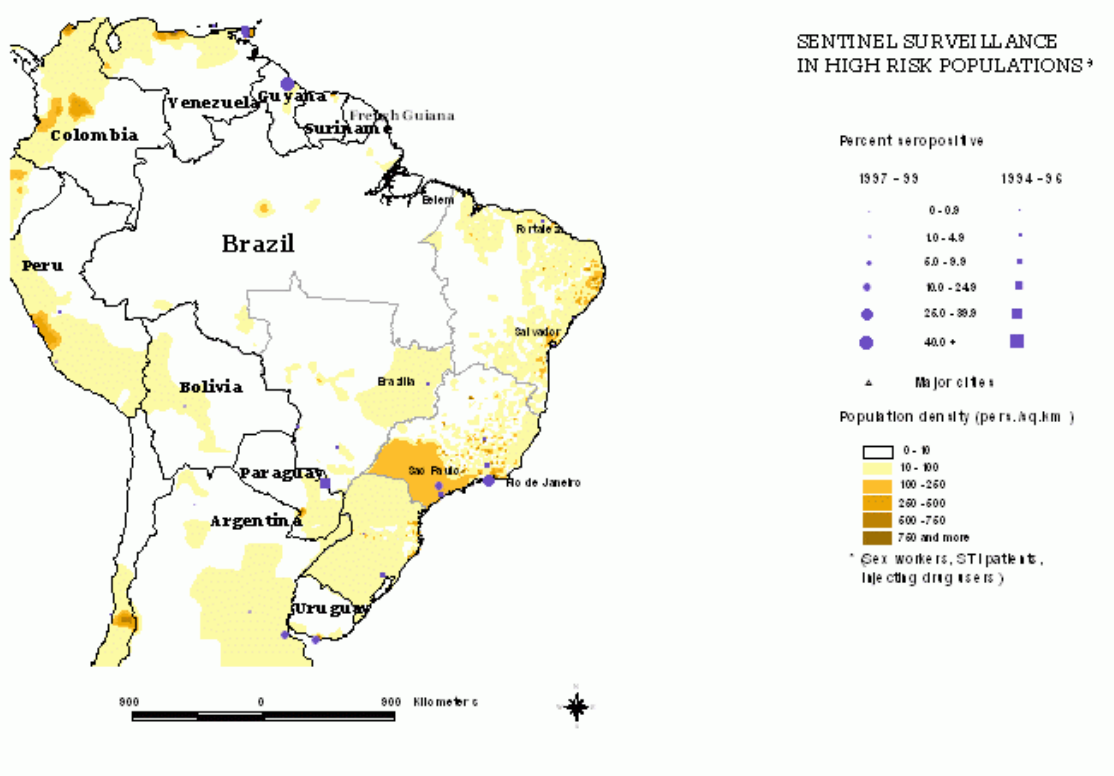 SENTINEL SURVEILLANCE
IN HIGH RISK POPULATIONS *
Venezuela
Guyana
French Guiana
Suriname
Colombia
Belem
Fortaleza
Brazil
Peru
Salvador
Brasilia
Bolivia
Sao Paulo
Paraguay
Rio de Janeiro
Argentina
Uruguay
Percent seropositive
1997 - 99 1994 - 96
0 - 0.9
1.0 - 4.9
5.0 - 9.9
10.0 - 24.9
25.0 - 39.9
40.0 +
Major cities
Population density (pers./sq.km )
0 - 10
10 - 100
100 - 250
250 - 500
500 - 750
750 and more
* (Sex workers, STI patients,
Injecting drug users )
900 0 900 Kilometers